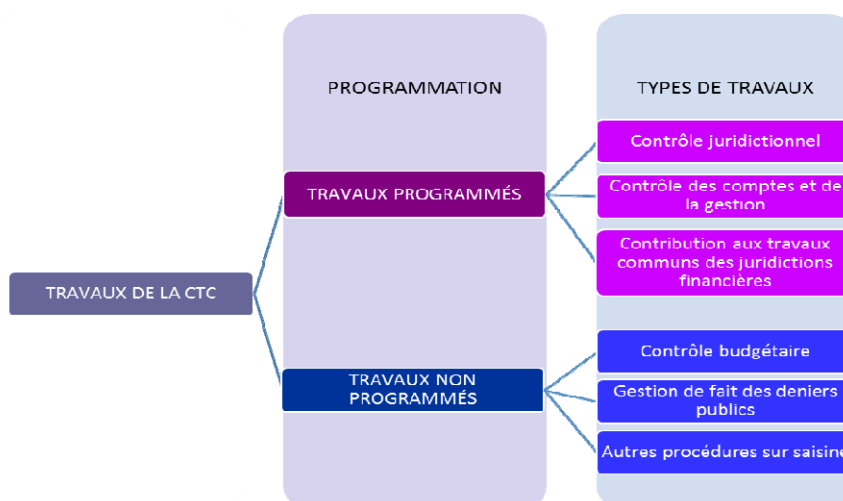 PROGRAMMATION
TYPES DE TRAVAUX
Contrôle juridictionnel
TRAVAUX PROGRAMMÉS
Contrôle des comptes et de
la gestion
Contribution aux travaux
communs des juridictions
financières
TRAVAUX DE LA CTC
Contrôle budgétaire
TRAVAUX NON
PROGRAMMÉS
Gestion de fait des deniers
publics
Autres procédures sur saisine